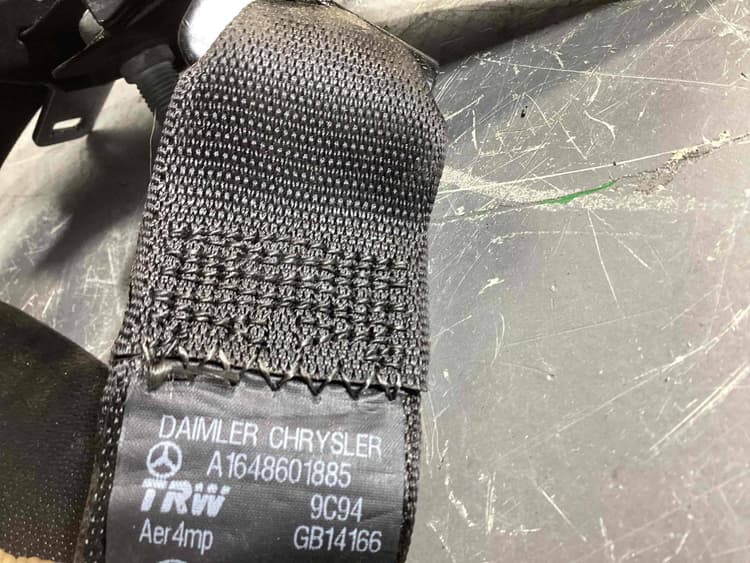 DAIMLER CHRYSLER
A1648601885
TRW 9C94
Aer4mp GB14166